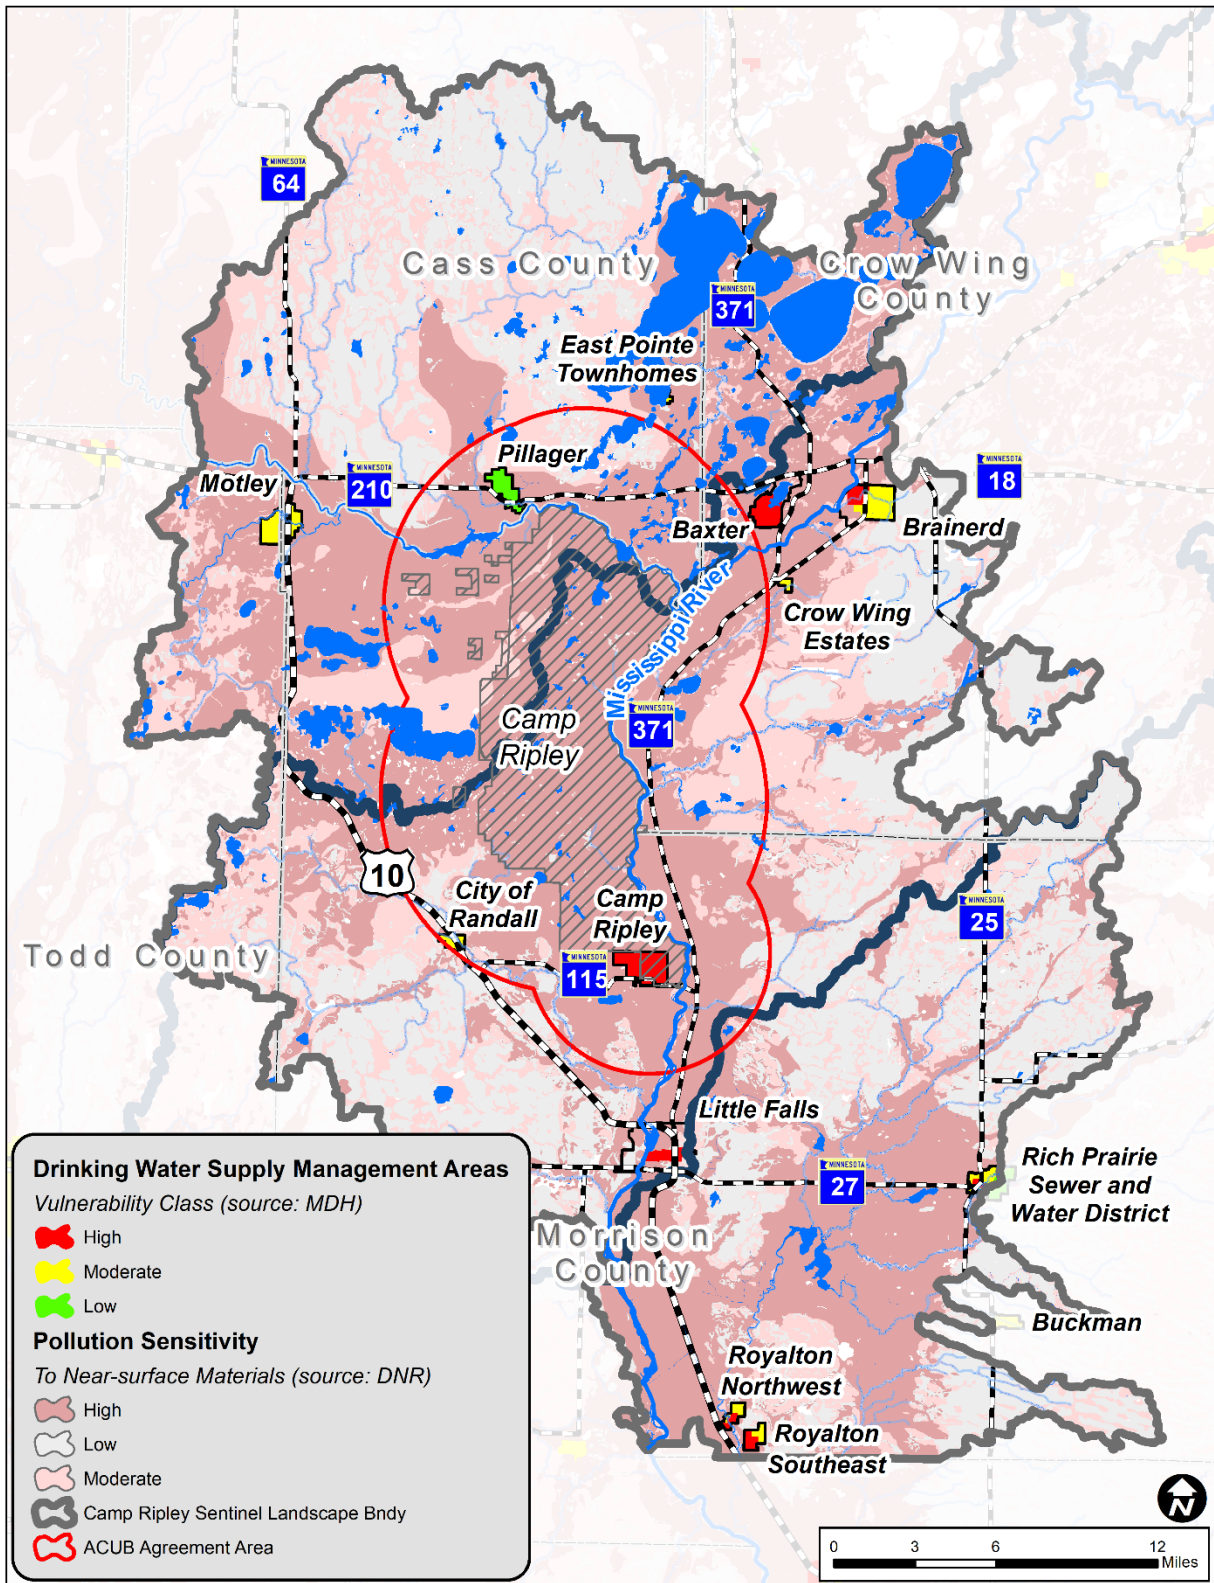 MINNESOTA
64
Cass County
Crow Wing
County
MINNESOTA
371
East Pointe
Townhomes
Pillager
Motley
MINNESOTA
210
MINNESOTA
18
Baxter
Brainerd
Mississippi River
Crow Wing
Estates
Camp
Ripley
MINNESOTA
371
10
City of
Randall
Camp
Ripley
MINNESOTA
25
Todd County
MINNESOTA
115
Little Falls
MINNESOTA
27
Rich Prairie
Sewer and
Water District
Morrison
County
Buckman
Royalton
Northwest
Royalton
Southeast
Drinking Water Supply Management Areas
Vulnerability Class (source: MDH)
High
Moderate
Low
Pollution Sensitivity
To Near-surface Materials (source: DNR)
High
Low
Moderate
Camp Ripley Sentinel Landscape Bndy
ACUB Agreement Area
N
0 3 6 12
Miles